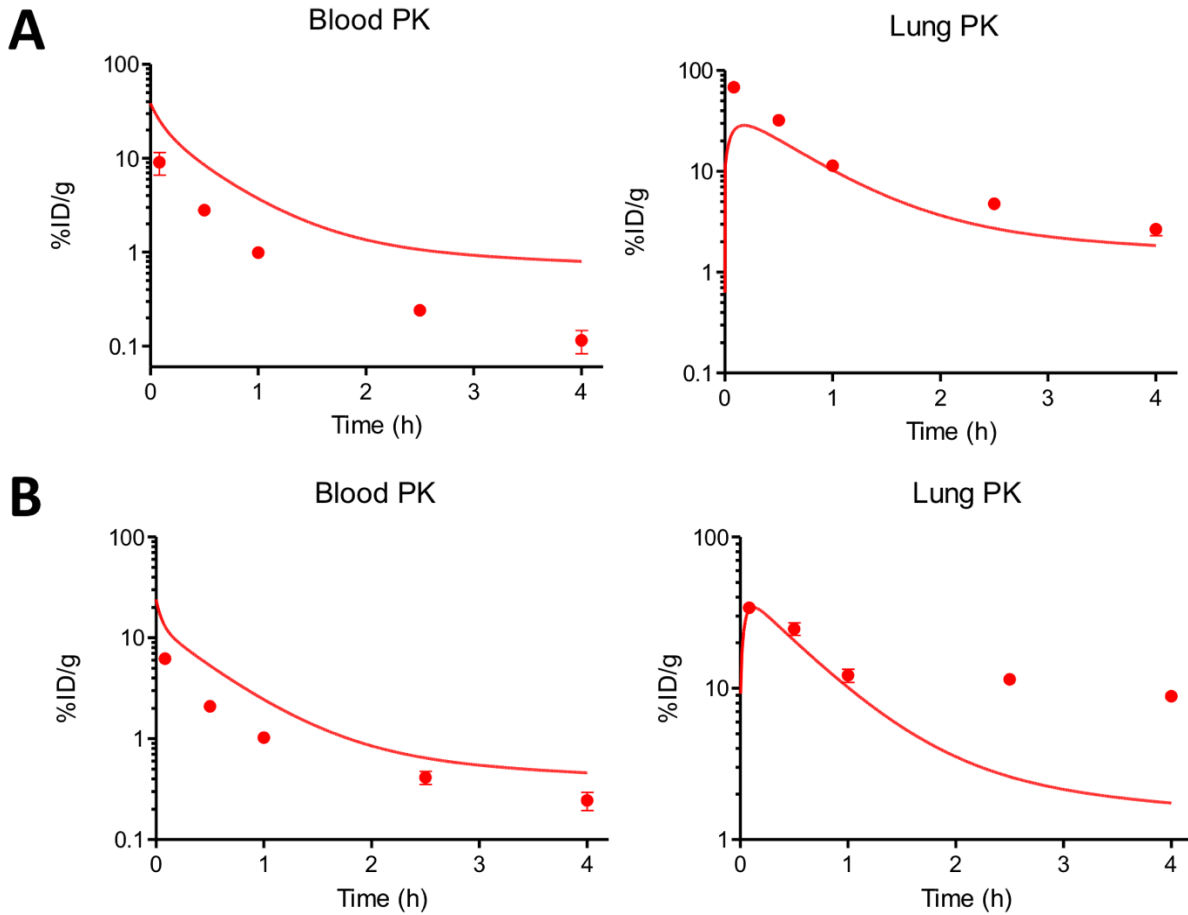 A
Blood PK
Lung PK
100
10
1
0.1
%ID/g
0 1 2 3 4
Time (h)
100
10
1
0.1
%ID/g
0 1 2 3 4
Time (h)
B
Blood PK
Lung PK
100
10
1
0.1
%ID/g
0 1 2 3 4
Time (h)
100
10
1
%ID/g
0 1 2 3 4
Time (h)